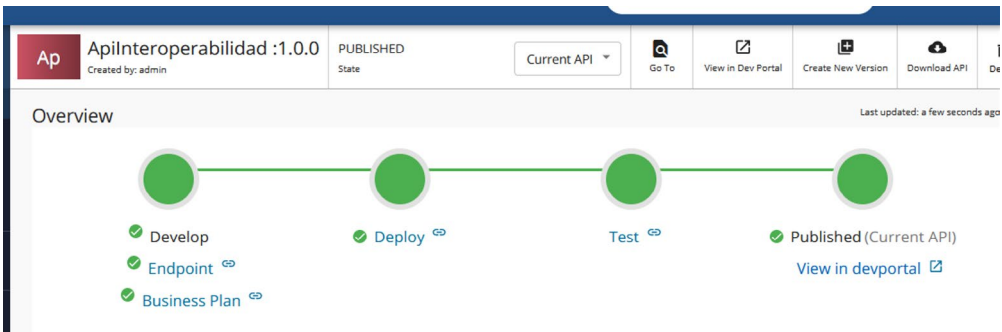 Ap
ApiInteroperabilidad :1.0.0
Created by: admin
PUBLISHED
State
Current API
Go To
View in Dev Portal
Create New Version
Download API
Overview
Last updated: a few seconds ago
Develop
Endpoint
Business Plan
Deploy
Test
Published (Current API)
View in devportal